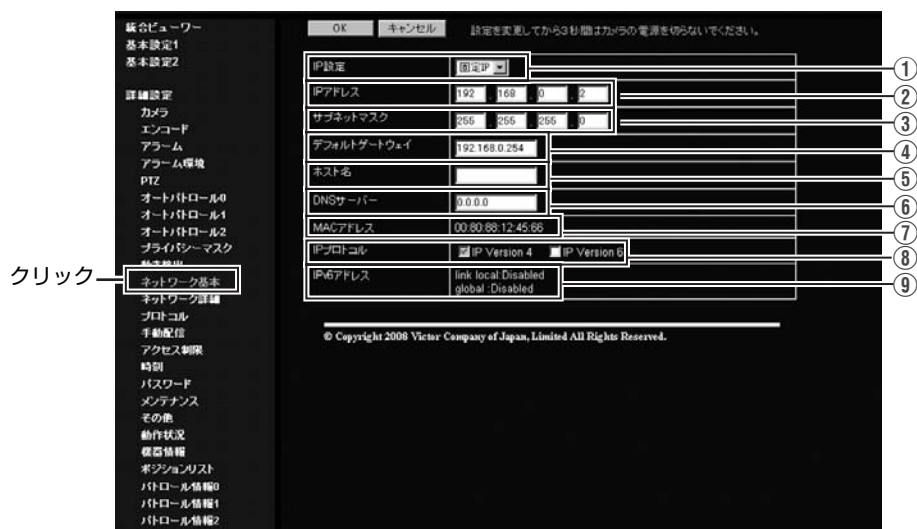 統合ビューワー
基本設定1
基本設定2
詳細設定
カメラ
エンコード
アラーム
アラーム環境
PTZ
オートパトロール0
オートパトロール1
オートパトロール2
プライバシーマスク
ネットワーク基本
ネットワーク詳細
プロトコル
手動配信
アクセス制限
時刻
パスワード
メンテナンス
その他
動作状況
機器情報
ポジションリスト
パトロール情報0
パトロール情報1
パトロール情報2
クリック
OK キャンセル 設定を変更してから3秒間はカメラの電源を切らないでください。
IP設定 固定IP ①
IPアドレス 192 . 168 . 0 . 2 ②
サブネットマスク 255 . 255 . 255 . 0 ③
デフォルトゲートウェイ 192.168.0.254 ④
ホスト名 ⑤
DNSサーバー 0.0.0.0 ⑥
MACアドレス 00:80:88:12:45:66 ⑦
IPプロトコル IP Version 4 IP Version 6 ⑧
IPv6アドレス link local:Disabled ⑨
global :Disabled
© Copyright 2008 Victor Company of Japan, Limited All Rights Reserved.